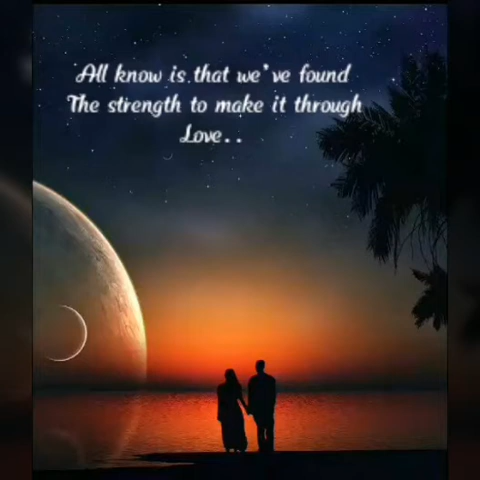 All know is that we've found
The strength to make it through
Love..